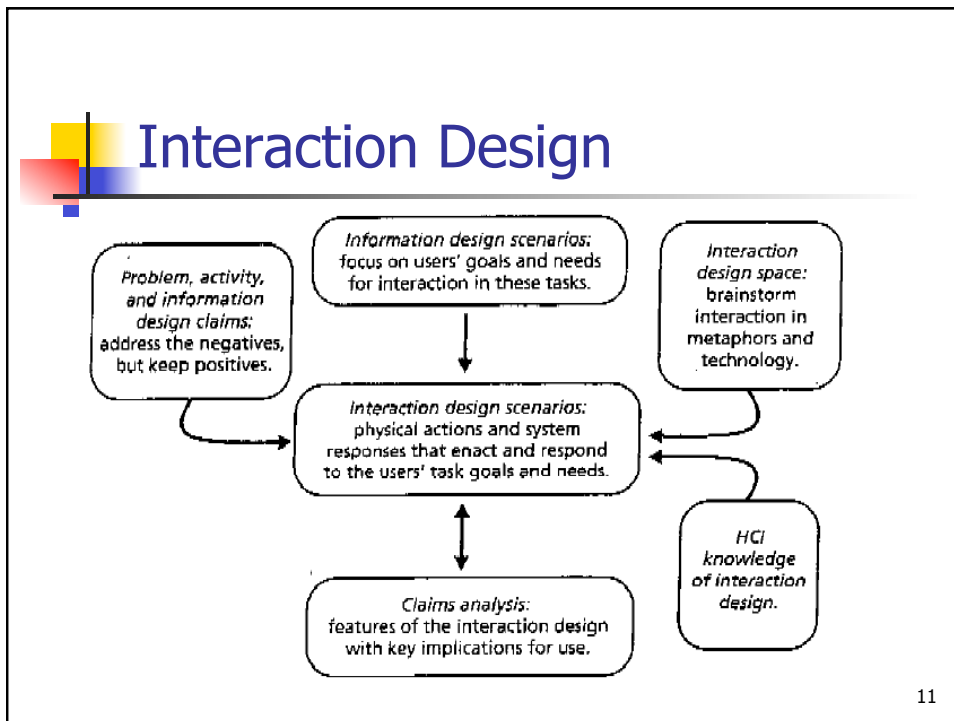 Interaction Design
Problem, activity,
and information
design claims:
address the negatives,
but keep positives.
Information design scenarios:
focus on users' goals and needs
for interaction in these tasks.
Interaction
design space:
brainstorm
interaction in
metaphors and
technology.
Interaction design scenarios:
physical actions and system
responses that enact and respond
to the users' task goals and needs.
HCI
knowledge
of interaction
design.
Claims analysis:
features of the interaction design
with key implications for use.
11